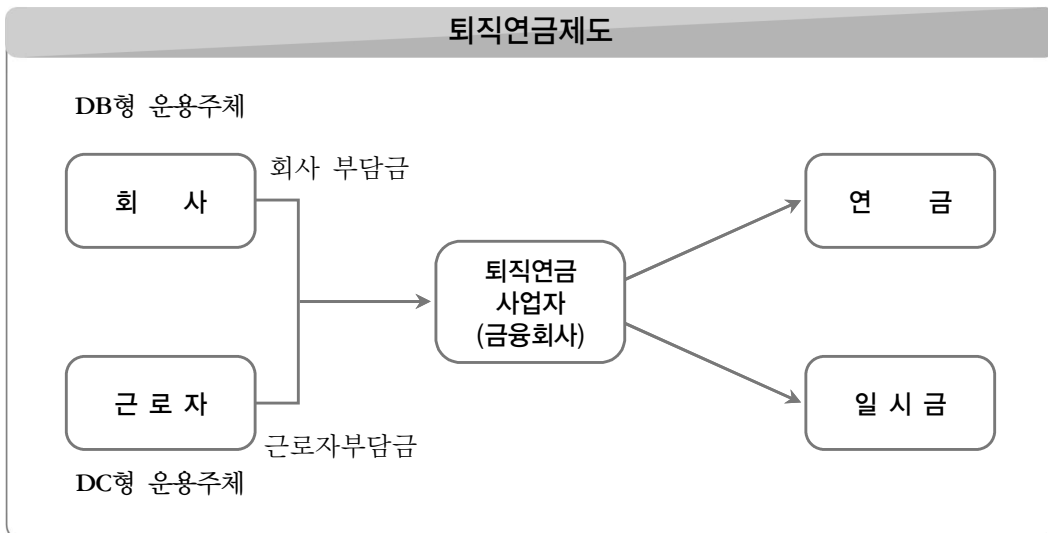 퇴직연금제도
DB형 운용주체
회사 부담금
회 사
연 금
퇴직연금
사업자
(금융회사)
근 로 자
일 시 금
근로자부담금
DC형 운용주체